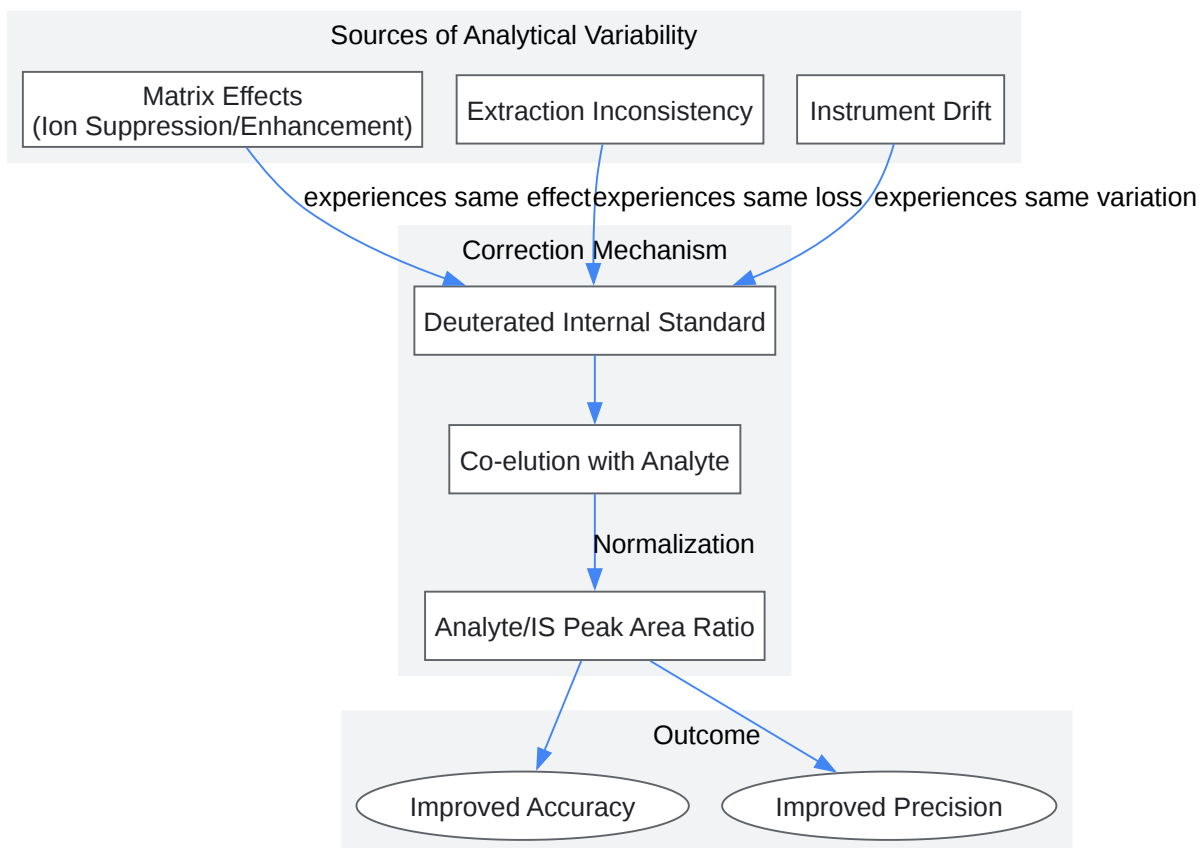 Sources of Analytical Variability
Matrix Effects
(Ion Suppression/Enhancement)
Extraction Inconsistency
Instrument Drift
experiences same effect
experiences same loss
experiences same variation
Correction Mechanism
Deuterated Internal Standard
Co-elution with Analyte
Normalization
Analyte/IS Peak Area Ratio
Outcome
Improved Accuracy
Improved Precision